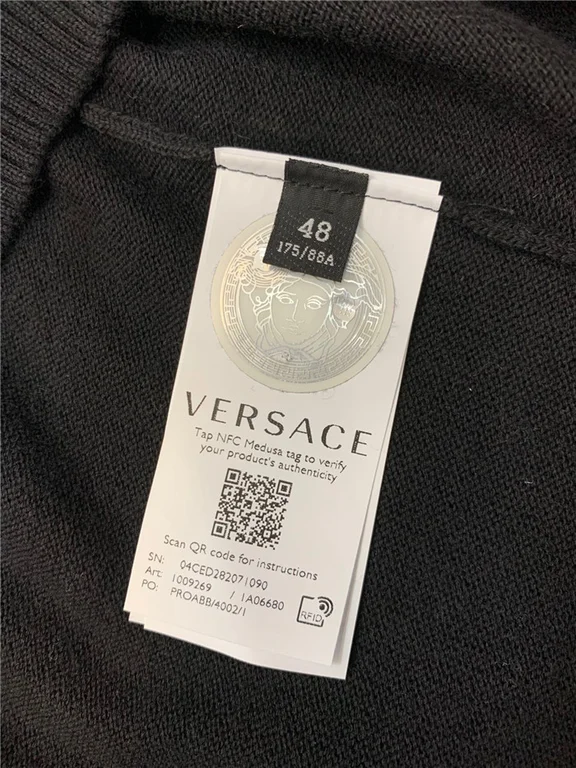 48
175/88A
VERSACE
Tap NFC Medusa tag to verify
your product's authenticity
Scan QR code for instructions
SN: 04CED282071090
Art: 1009269 / 1A06680
PO: PROABB/4002/1
RFID